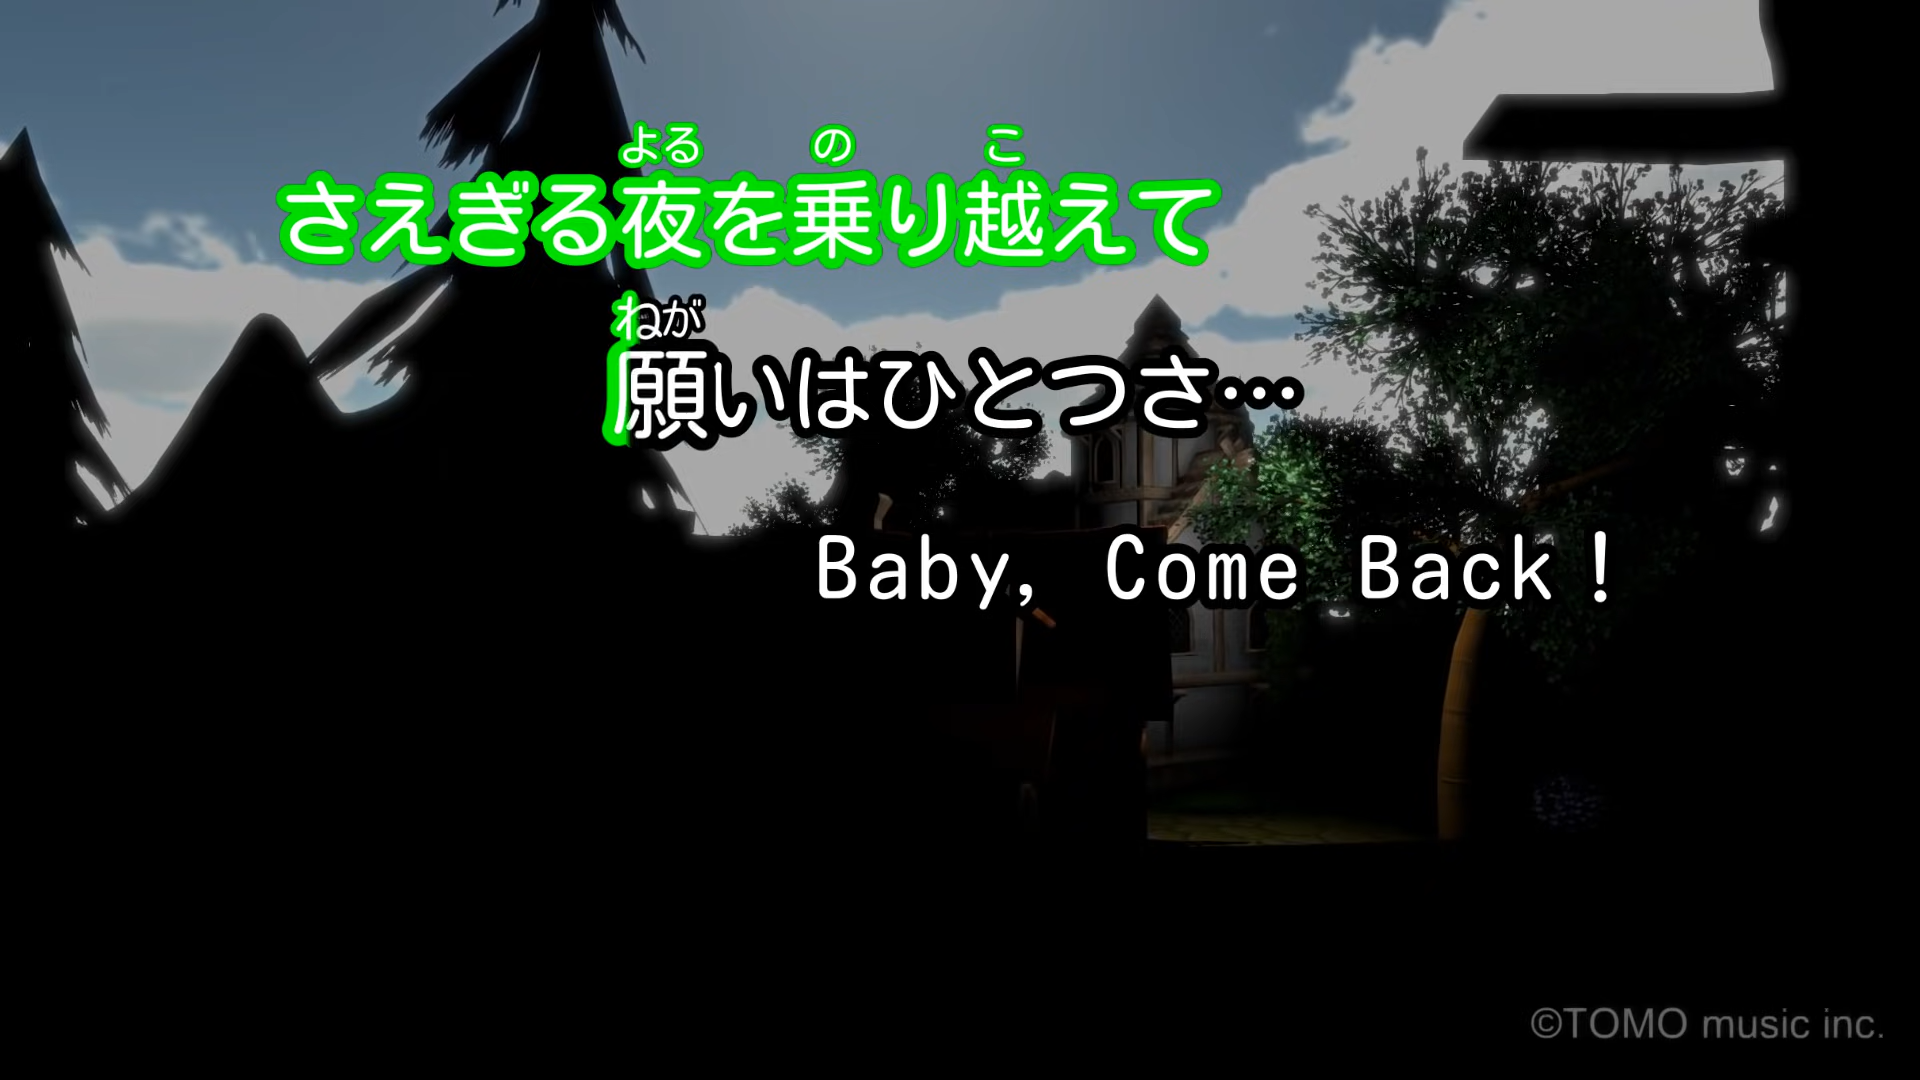 よる の こ
さえぎる夜を乗り越えて
ねが
願いはひとつさ…
Baby, Come Back!
©TOMO music inc.